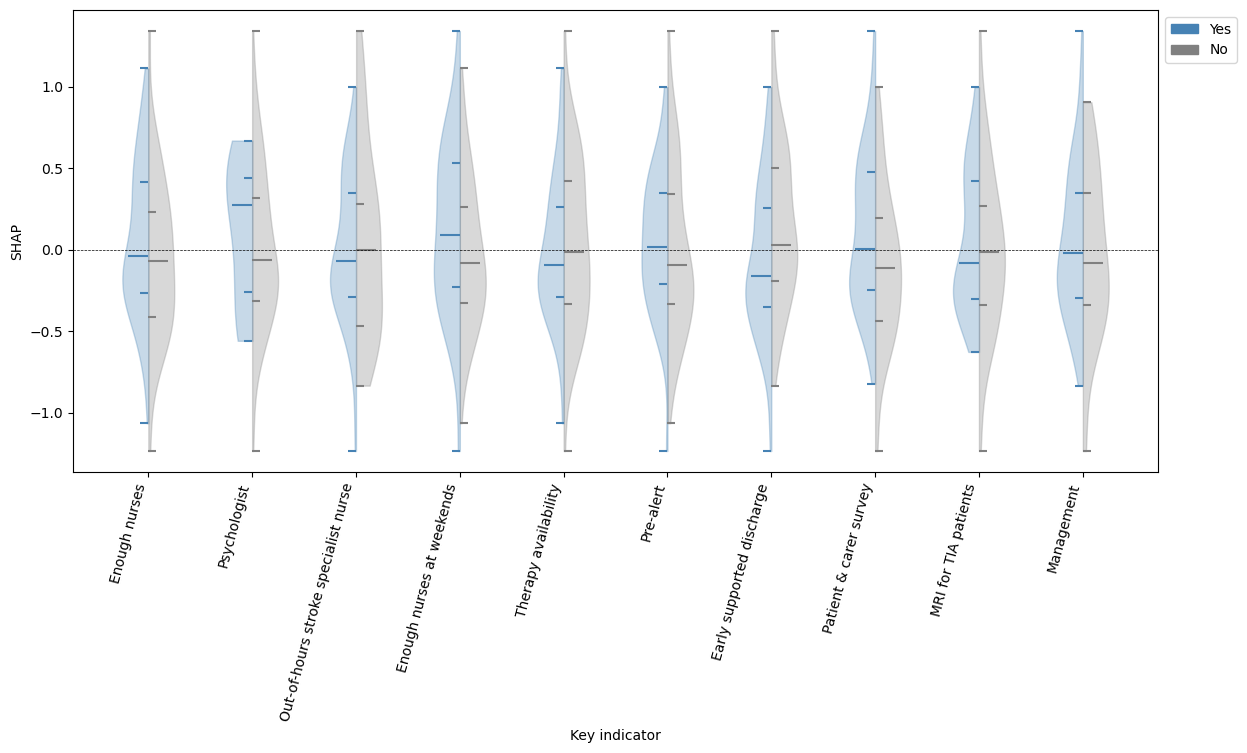 Yes
No
1.0
0.5
0.0
−0.5
−1.0
SHAP
Enough nurses
Psychologist
Out-of-hours stroke specialist nurse
Enough nurses at weekends
Therapy availability
Pre-alert
Early supported discharge
Patient & carer survey
MRI for TIA patients
Management
Key indicator